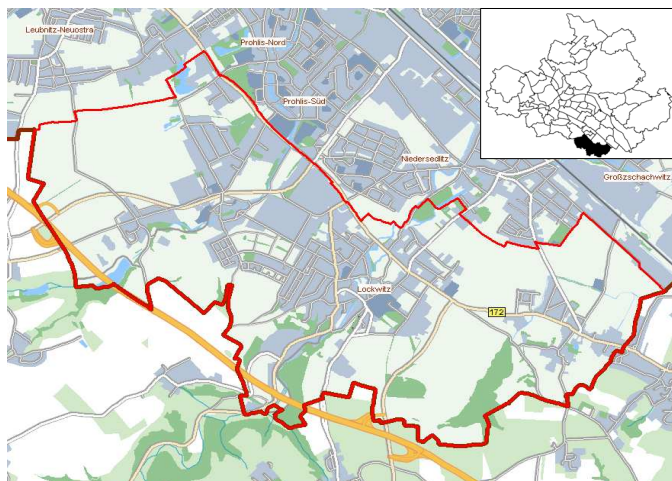 Leubnitz-Neuostra
Prohlis-Nord
Prohlis-Süd
Niedersedlitz
Großzschachwitz
Lockwitz
172